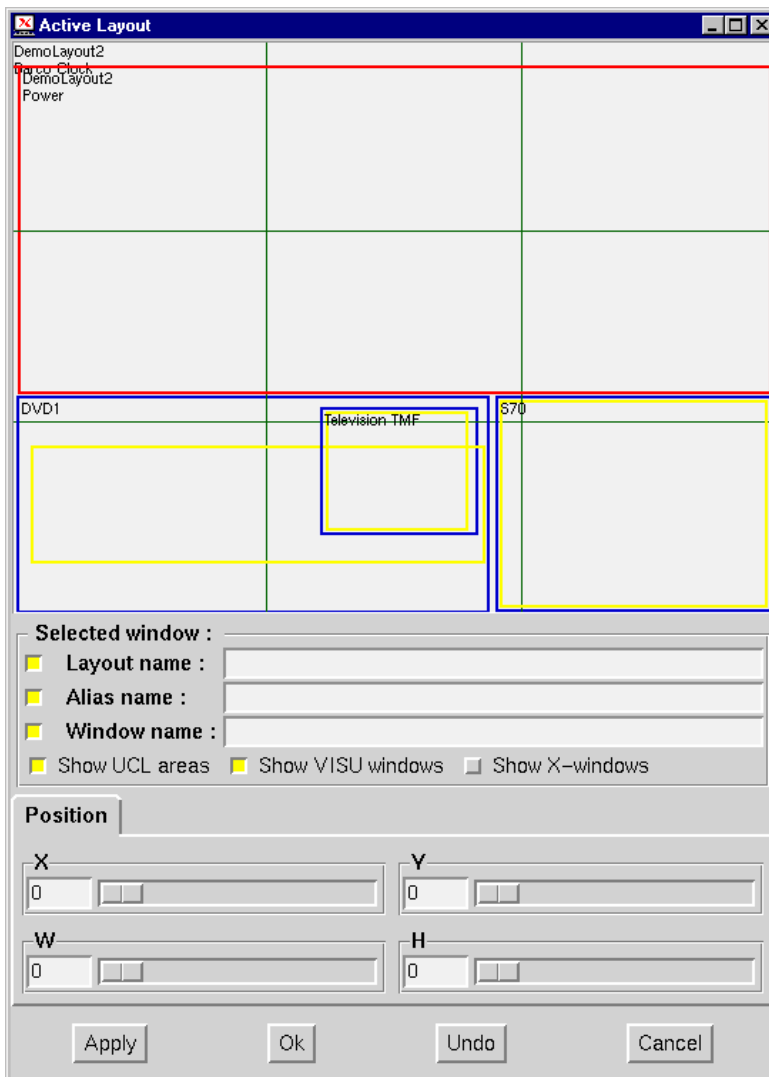 Active Layout
DemoLayout2
Barco Clock
DemoLayout2
Power
DVD1
Television TMF
S70
Selected window :
Layout name :
Alias name :
Window name :
Show UCL areas Show VISU windows Show X-windows
Position
X Y
0 0
W H
0 0
Apply Ok Undo Cancel